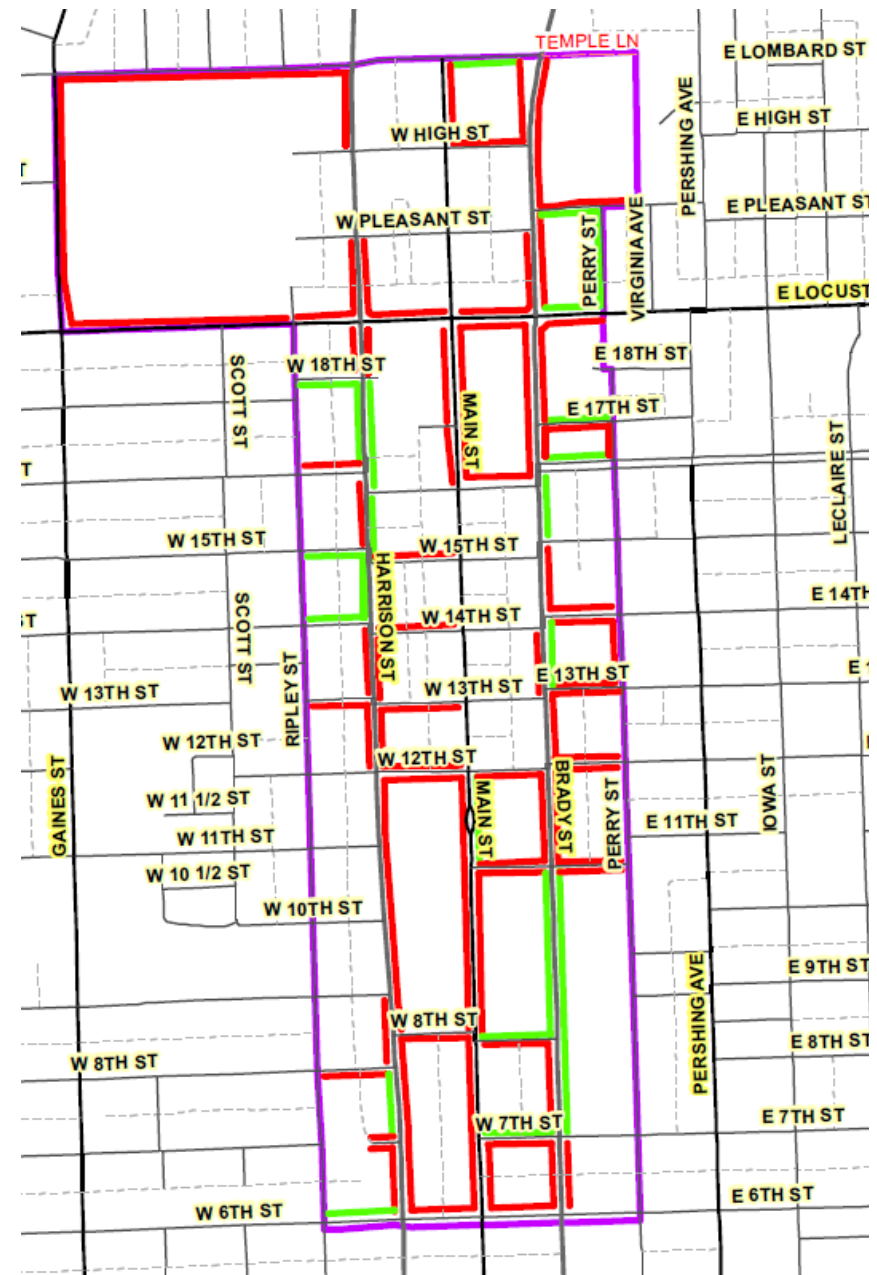 TEMPLE LN
E LOMBARD ST
PERSHING AVE
E HIGH ST
W HIGH ST
E PLEASANT ST
W PLEASANT ST
PERRY ST
VIRGINIA AVE
E LOCUST
W 18TH ST
E 18TH ST
SCOTT ST
MAIN ST
E 17TH ST
LECLAIRE ST
W 15TH ST
W 15TH ST
HARRISON ST
E 14TH
SCOTT ST
W 14TH ST
RIPLEY ST
W 13TH ST
W 13TH ST
E 13TH ST
W 12TH ST
W 12TH ST
GAINES ST
W 11 1/2 ST
MAIN ST
BRADY ST
PERRY ST
E 11TH ST
IOWA ST
W 11TH ST
W 10 1/2 ST
W 10TH ST
PERSHING AVE
E 9TH ST
W 8TH ST
E 8TH ST
W 8TH ST
W 7TH ST
E 7TH ST
W 6TH ST
E 6TH ST